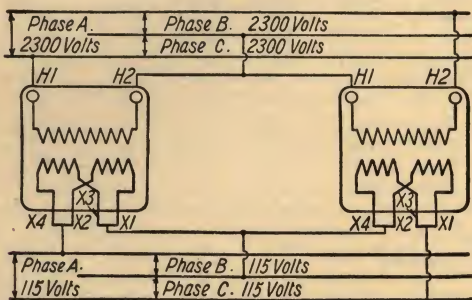 Phase A. Phase B. 2300 Volts
2300 Volts Phase C. 2300 Volts
H1 H2 H1 H2
X3 X3
X4 X2 X1 X4 X2 X1
Phase A. Phase B. 115 Volts
115 Volts Phase C. 115 Volts